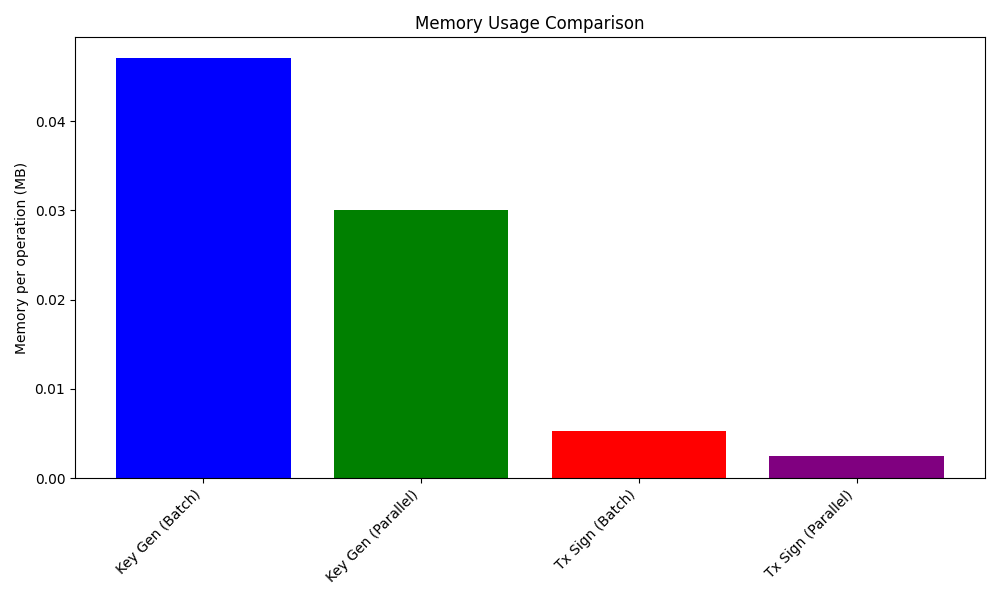 Memory Usage Comparison
Memory per operation (MB)
0.04
0.03
0.02
0.01
0.00
Key Gen (Batch)
Key Gen (Parallel)
Tx Sign (Batch)
Tx Sign (Parallel)